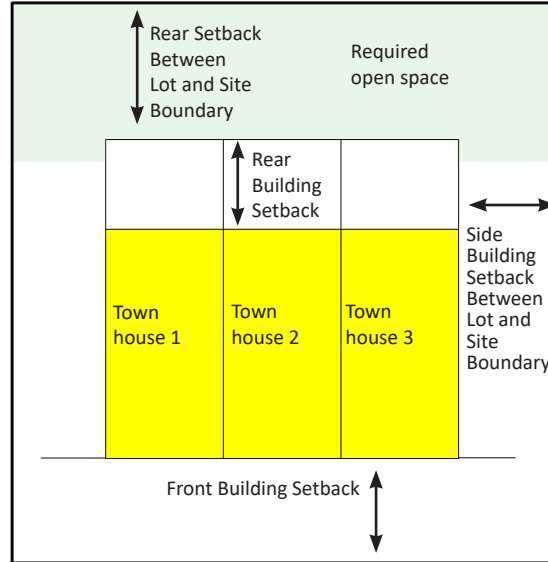 Rear Setback
Between
Lot and Site
Boundary
Required
open space
Rear
Building
Setback
Side
Building
Setback
Between
Lot and
Site
Boundary
Town
house 1
Town
house 2
Town
house 3
Front Building Setback